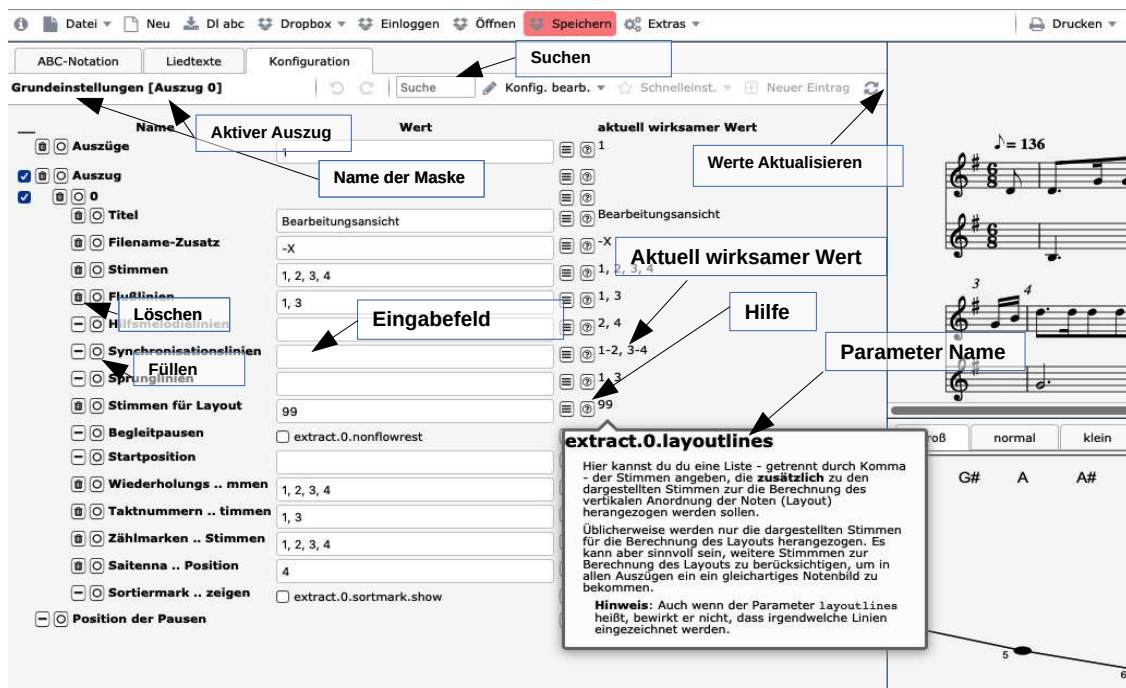 Datei Neu Dl abc Dropbox Einloggen Öffnen Speichern Extras Drucken
ABC-Notation Liedtexte Konfiguration
Suchen
Grundeinstellungen [Auszug 0] Suche Konfig. bearb. Schnelleinst. Neuer Eintrag
Name Wert aktuell wirksamer Wert
Aktiver Auszug
Auszüge 1 1
Name der Maske
Werte Aktualisieren
= 136
Auszug
0
Titel Bearbeitungsansicht Bearbeitungsansicht
Filename-Zusatz -X -X
Aktuell wirksamer Wert
Stimmen 1, 2, 3, 4 1, 2, 3, 4
Flußlinien 1, 3 1, 3
3 4
Löschen
Eingabefeld
Hilfe
Hilfsmelodielinien 2, 4
Synchronisationslinien 1-2, 3-4
Parameter Name
Füllen
Sprunglinien 1, 3
Stimmen für Layout 99 99
Begleitpausen extract.0.nonflowrest
Startposition
Wiederholungs .. mmen 1, 2, 3, 4
Taktnummern .. timmen 1, 3
Zählmarken .. Stimmen 1, 2, 3, 4
Saitenna .. Position 4
Sortiermark .. zeigen extract.0.sortmark.show
Position der Pausen
extract.0.layoutlines
Hier kannst du du eine Liste - getrennt durch Komma
- der Stimmen angeben, die zusätzlich zu den
dargestellten Stimmen zur die Berechnung des
vertikalen Anordnung der Noten (Layout)
herangezogen werden sollen.
Üblicherweise werden nur die dargestellten Stimmen
für die Berechnung des Layouts herangezogen. Es
kann aber sinnvoll sein, weitere Stimmmen zur
Berechnung des Layouts zu berücksichtigen, um in
allen Auszügen ein ein gleichartiges Notenbild zu
bekommen.
Hinweis: Auch wenn der Parameter layoutlines
heißt, bewirkt er nicht, dass irgendwelche Linien
eingezeichnet werden.
roß normal klein
G# A A#
5
6